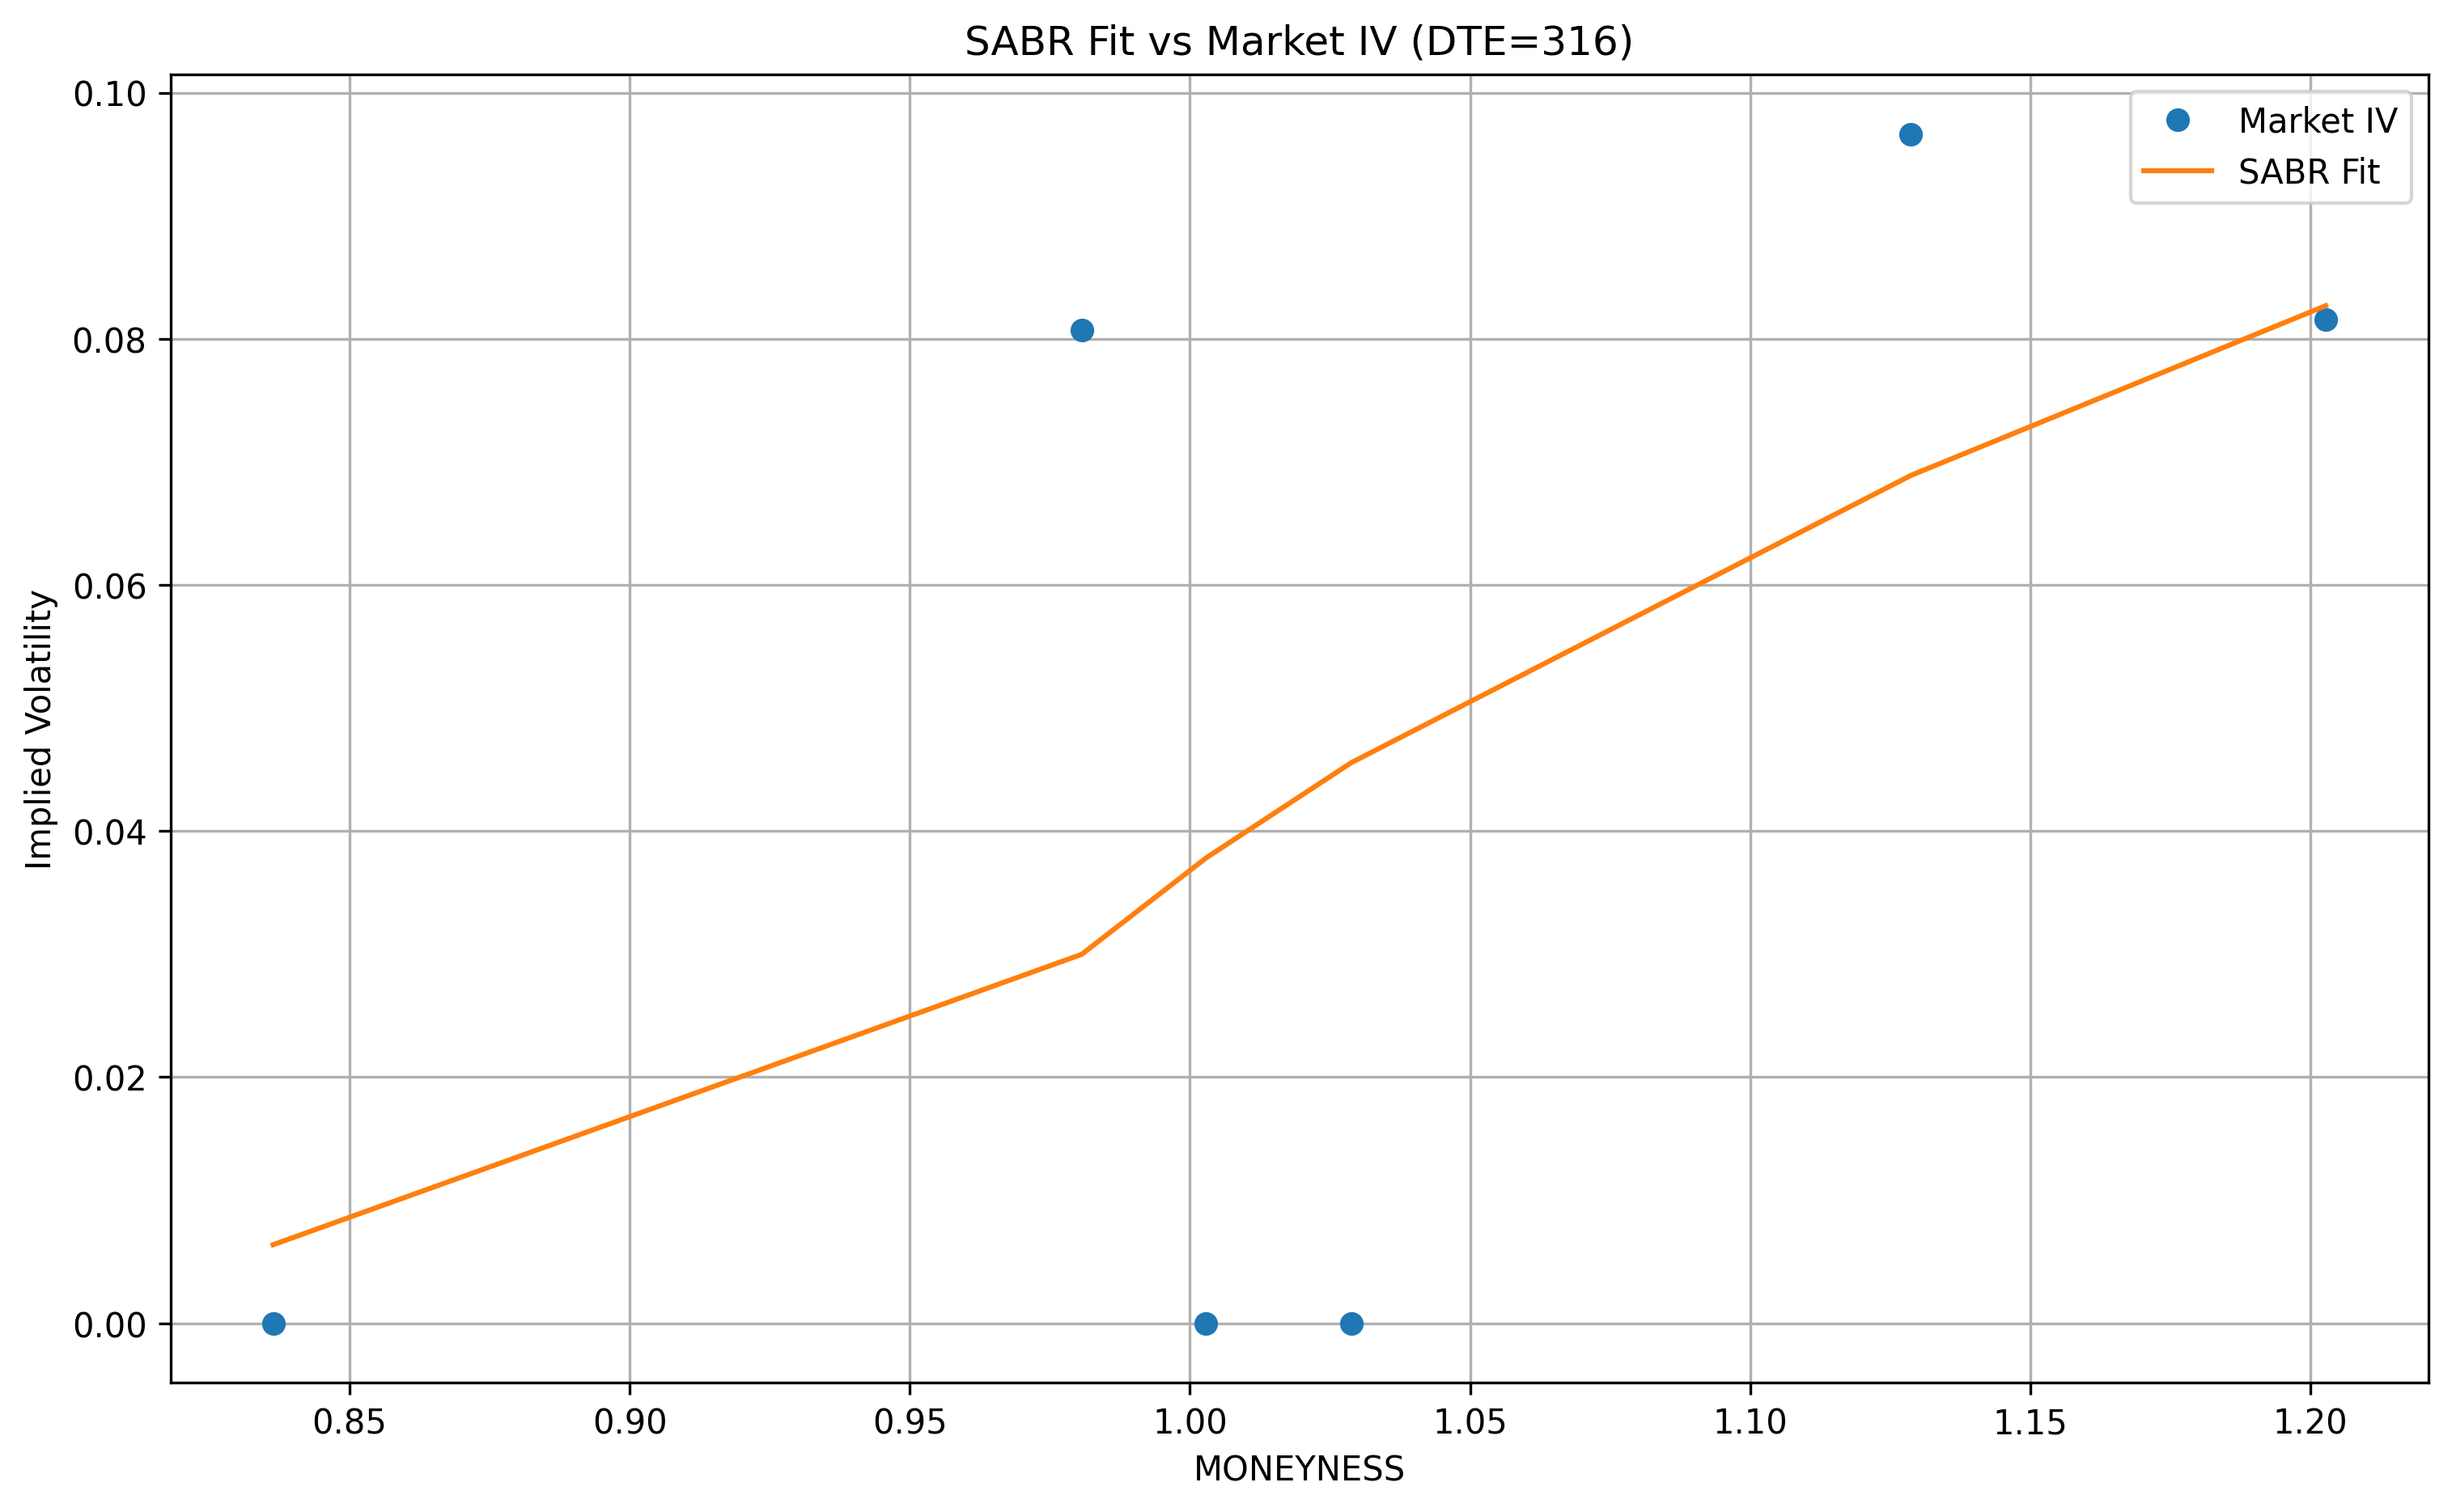 SABR Fit vs Market IV (DTE=316)
Market IV
SABR Fit
Implied Volatility
0.10
0.08
0.06
0.04
0.02
0.00
0.85 0.90 0.95 1.00 1.05 1.10 1.15 1.20
MONEYNESS